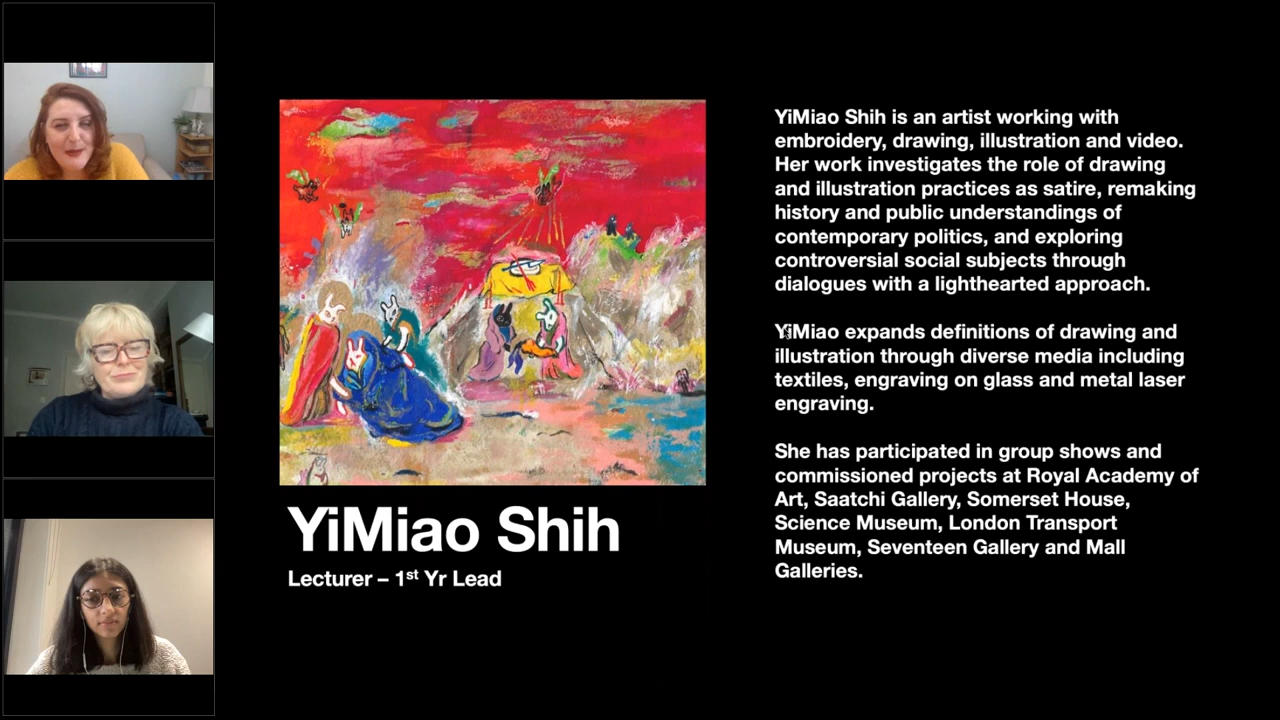 YiMiao Shih is an artist working with
embroidery, drawing, illustration and video.
Her work investigates the role of drawing
and illustration practices as satire, remaking
history and public understandings of
contemporary politics, and exploring
controversial social subjects through
dialogues with a lighthearted approach.
YiMiao expands definitions of drawing and
illustration through diverse media including
textiles, engraving on glass and metal laser
engraving.
She has participated in group shows and
commissioned projects at Royal Academy of
Art, Saatchi Gallery, Somerset House,
Science Museum, London Transport
Museum, Seventeen Gallery and Mall
Galleries.
YiMiao Shih
Lecturer – 1st Yr Lead